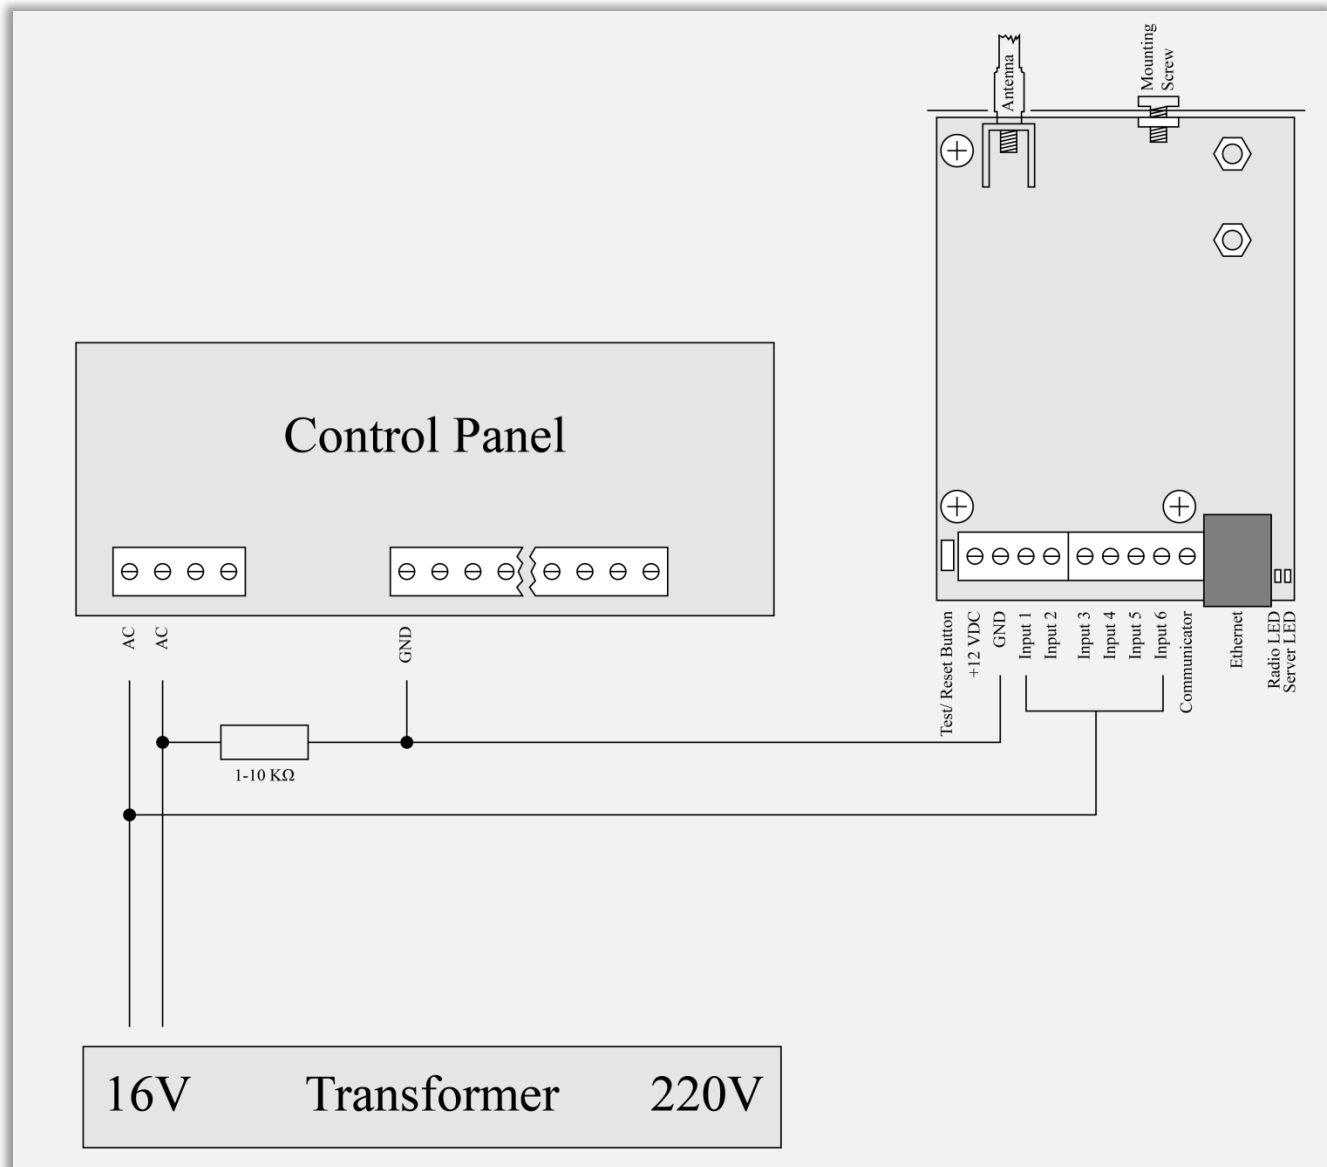 Antenna
Mounting
Screw
Control Panel
AC
AC
GND
Test/ Reset Button
+12 VDC
GND
Input 1
Input 2
Input 3
Input 4
Input 5
Input 6
Communicator
Ethernet
Radio LED
Server LED
1-10 KΩ
16V Transformer 220V